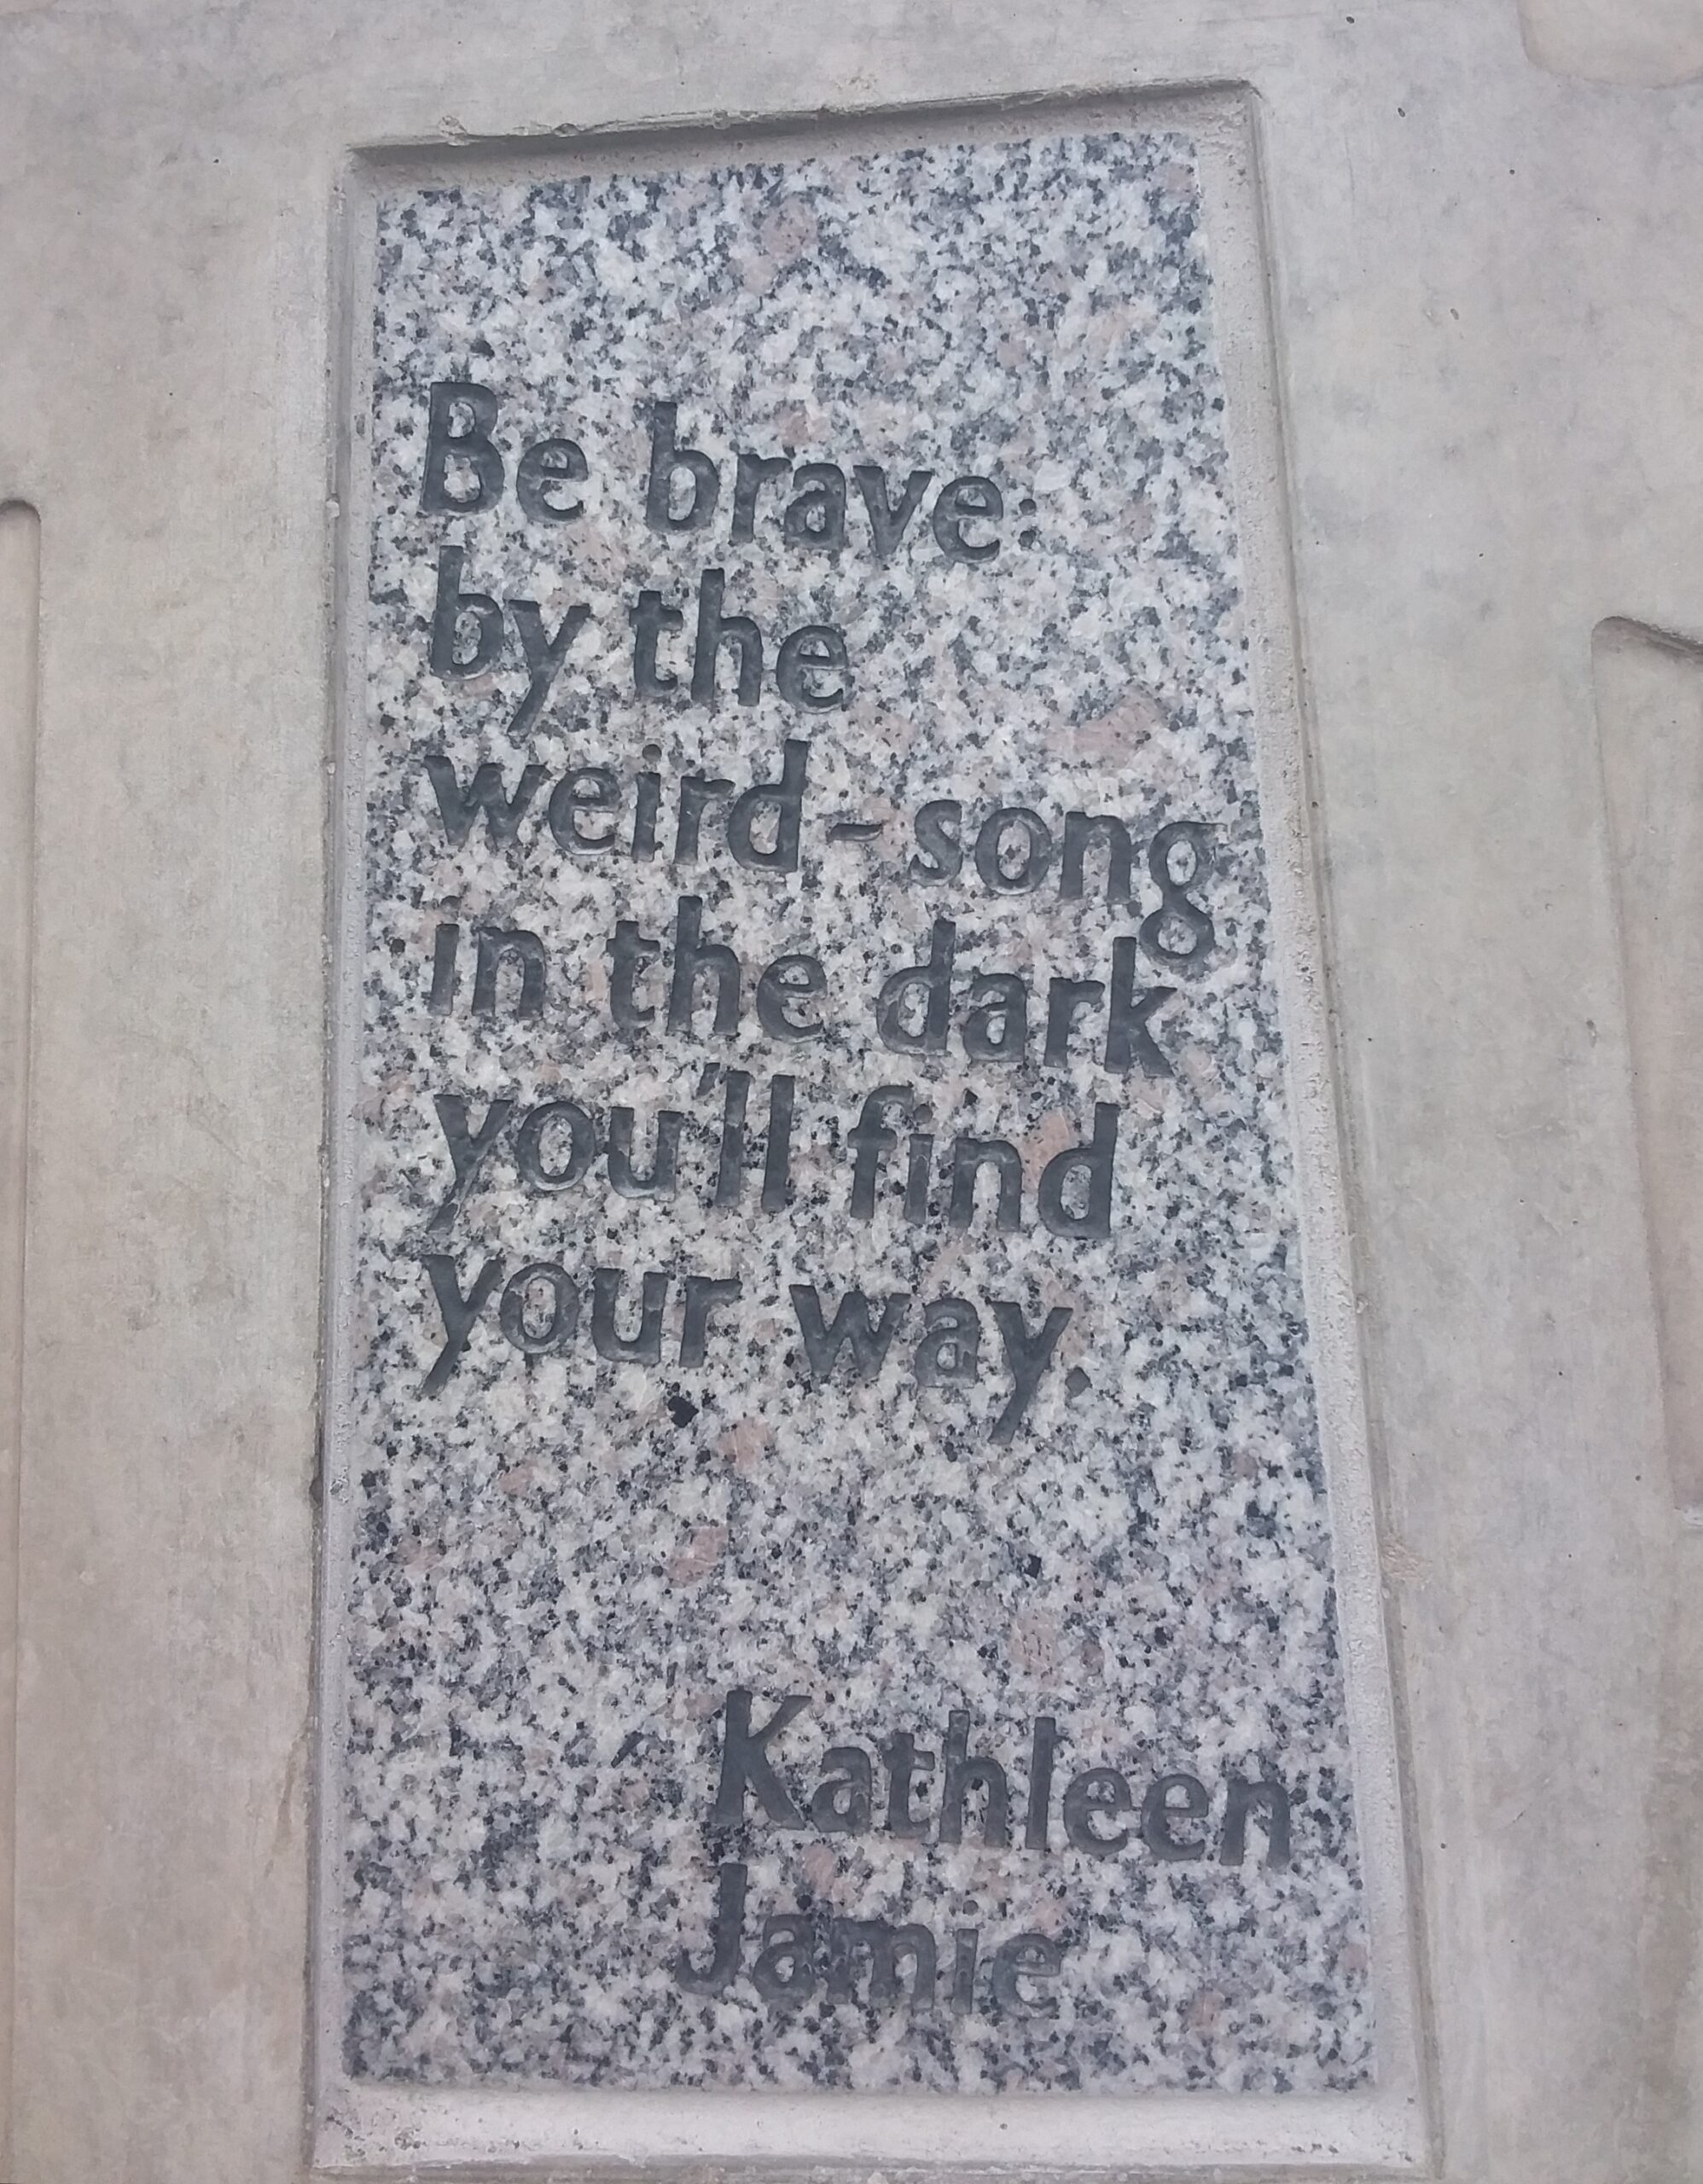 Be brave:
by the
weird-song
in the dark
you'll find
your way.
Kathleen
Jamie